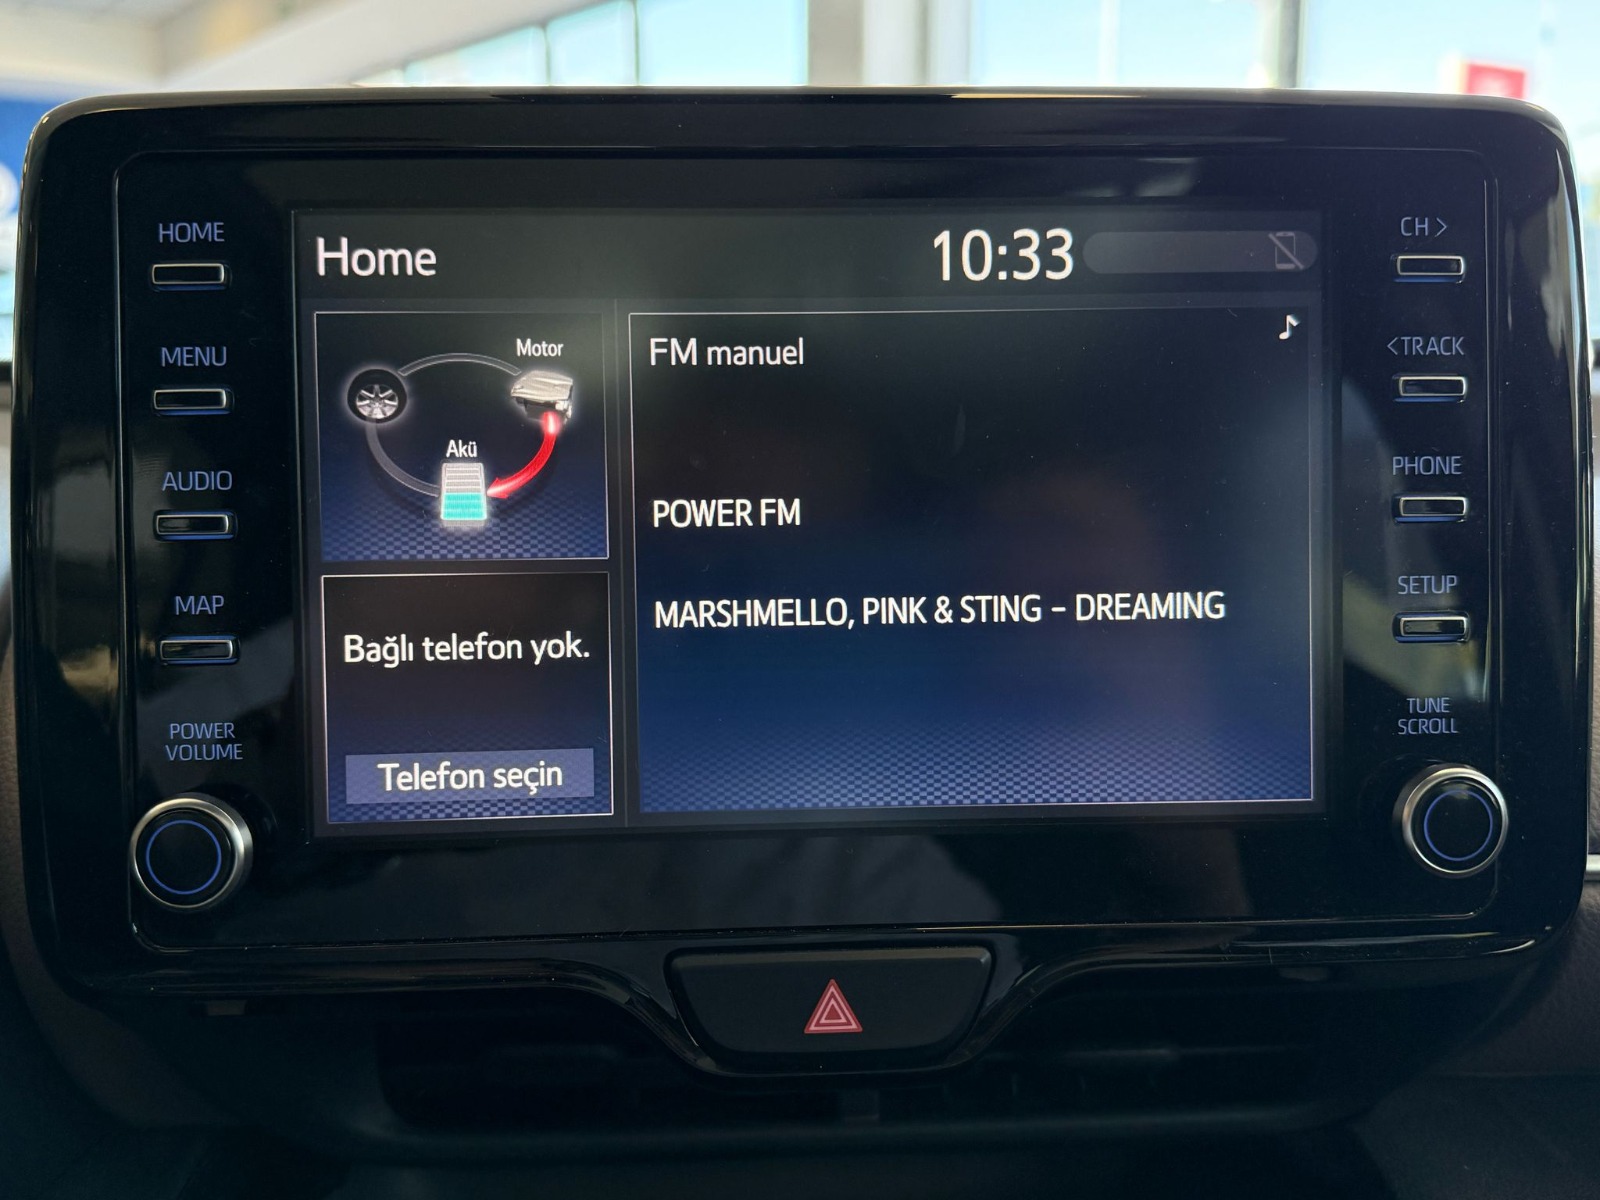 HOME
MENU
AUDIO
MAP
POWER
VOLUME
Home
10:33
Motor
Akü
Bağlı telefon yok.
Telefon seçin
FM manuel
POWER FM
MARSHMELLO, PINK & STING – DREAMING
CH >
<TRACK
PHONE
SETUP
TUNE
SCROLL